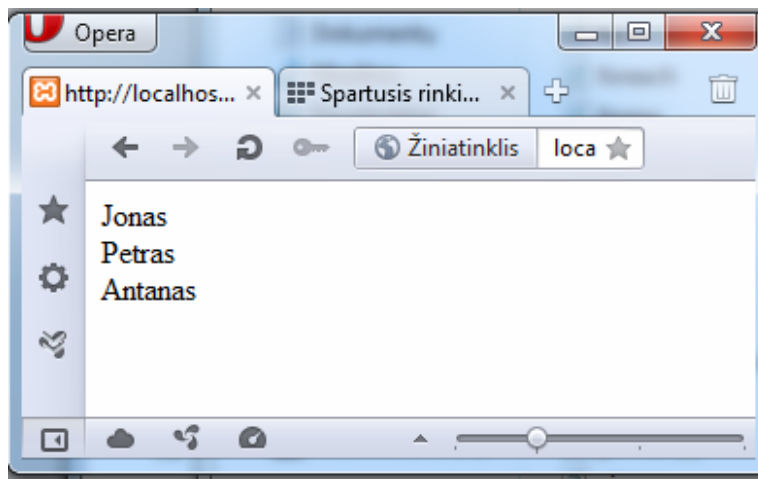 Opera
http://localhos...
Spartusis rinki...
Žiniatinklis
loca
Jonas
Petras
Antanas